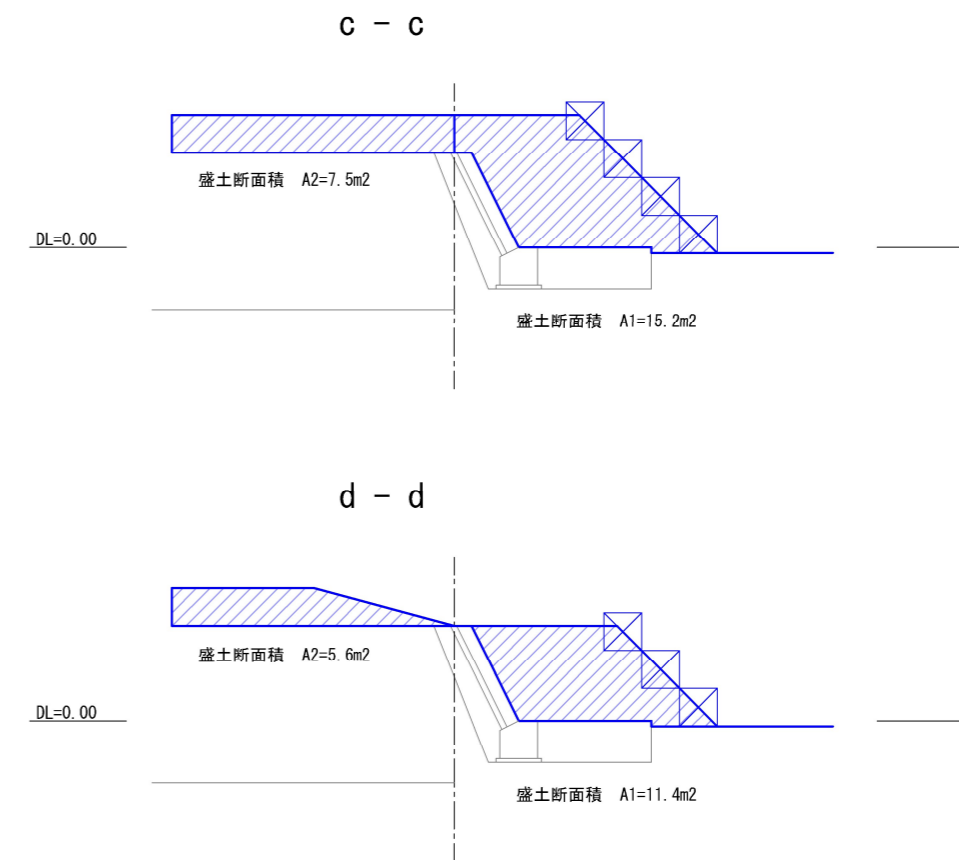 c － c
盛土断面積　A2=7.5m2
DL=0.00
盛土断面積　A1=15.2m2
d － d
盛土断面積　A2=5.6m2
DL=0.00
盛土断面積　A1=11.4m2